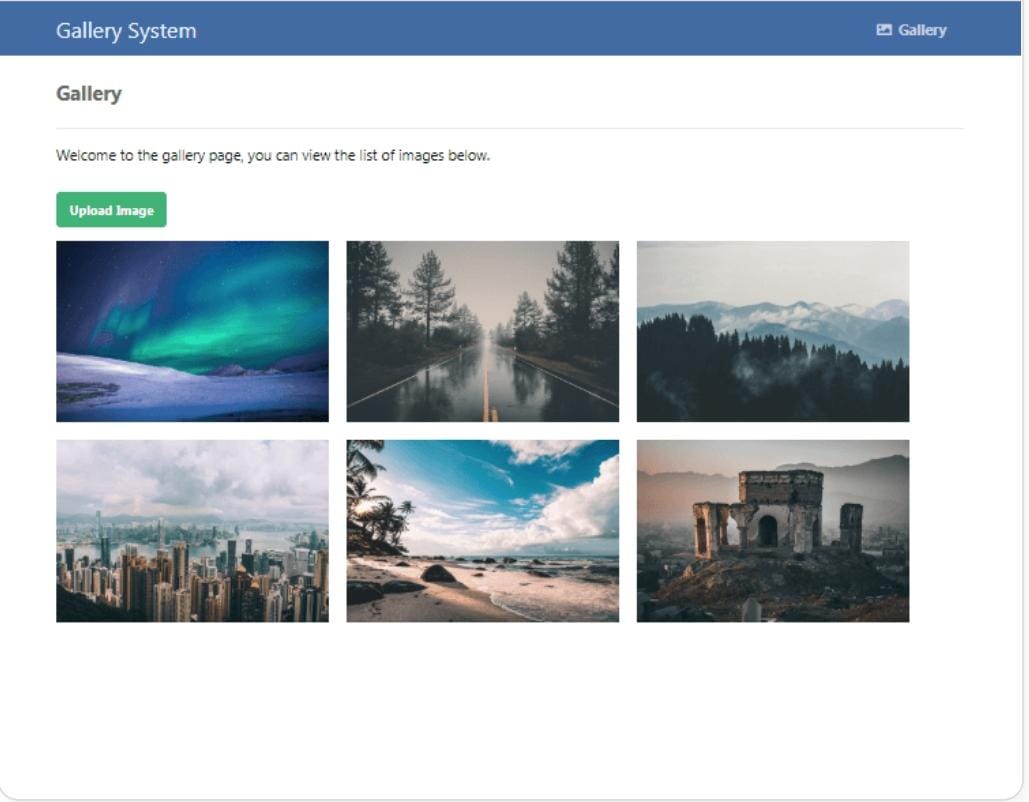 Gallery System
Gallery
Gallery
Welcome to the gallery page, you can view the list of images below.
Upload Image